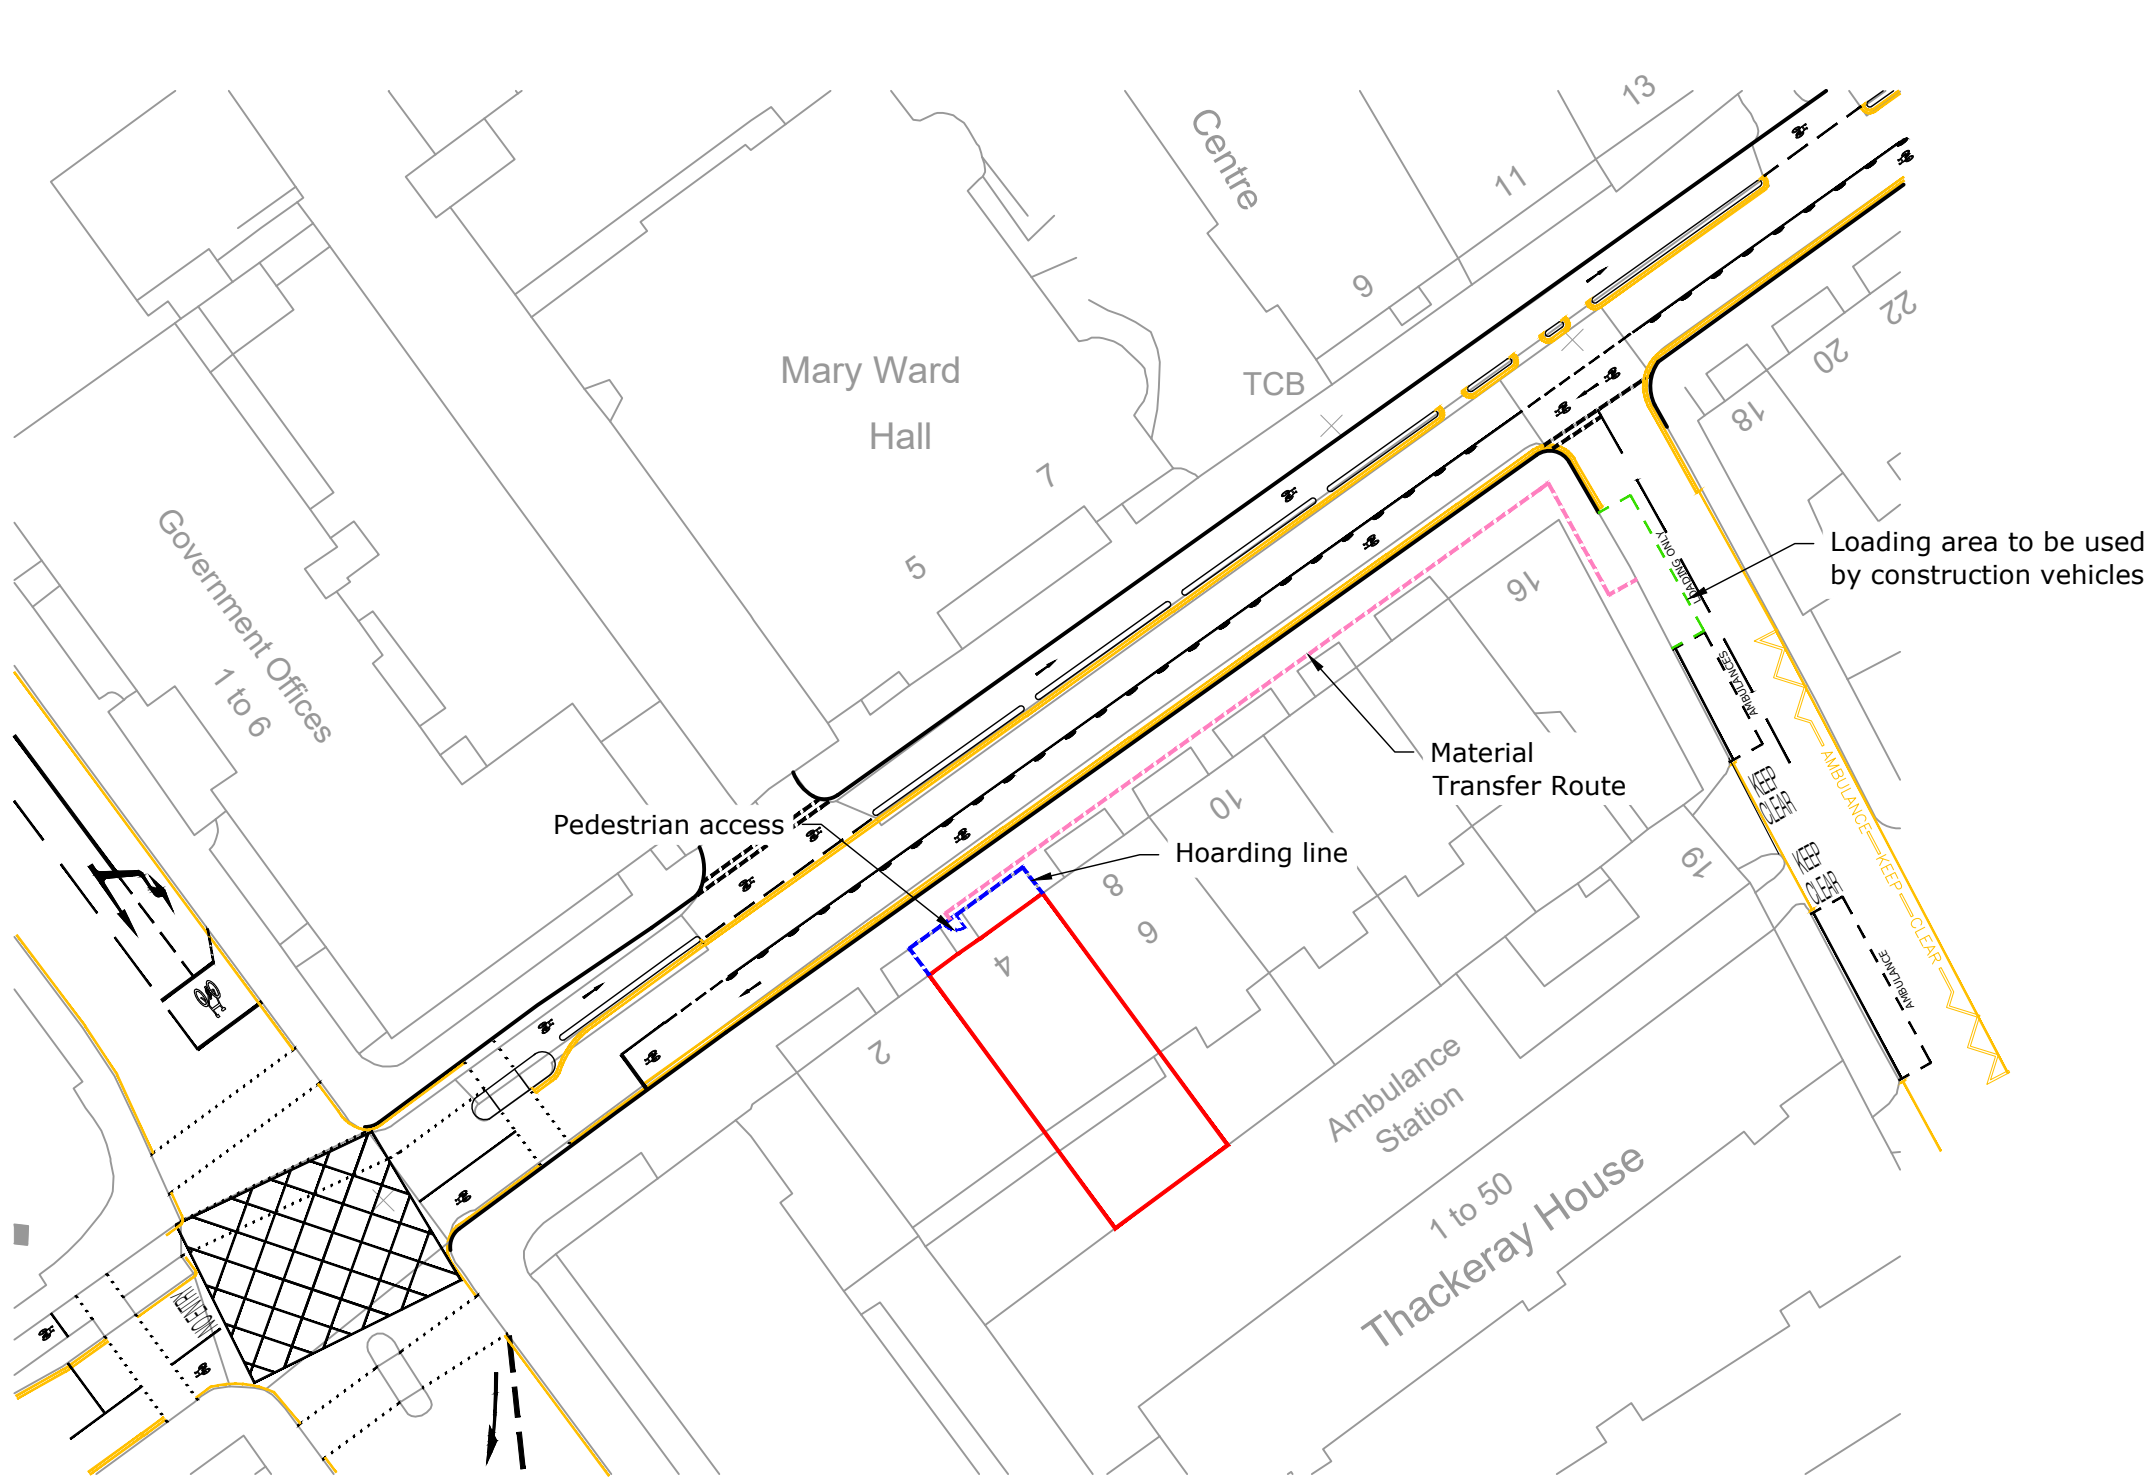 13
Centre
11
9
22
20
18
Mary Ward
Hall
TCB
7
5
16
Government Offices
1 to 6
LOADING ONLY
Loading area to be used
by construction vehicles
AMBULANCES
Material
Transfer Route
KEEP
CLEAR
KEEP
CLEAR
AMBULANCE
KEEP
CLEAR
AMBULANCE
Pedestrian access
Hoarding line
10
8
6
4
2
19
Ambulance
Station
1 to 50
Thackeray House
NO ENTRY